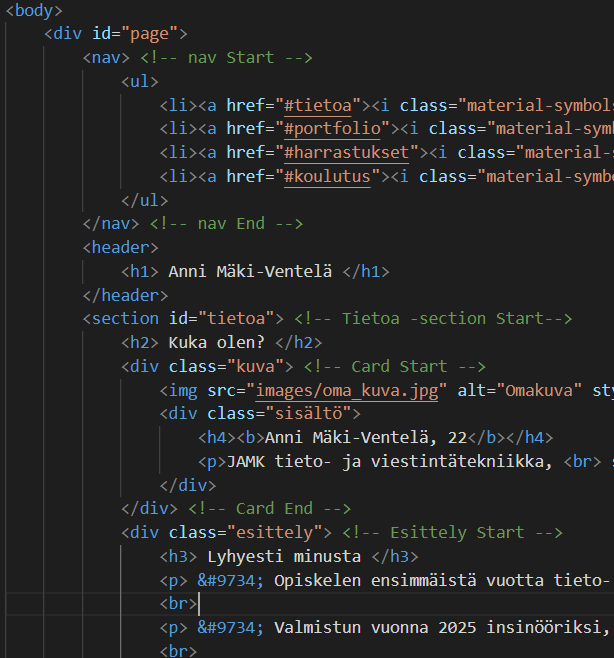 <body>
<div id="page">
<nav> <!-- nav Start -->
<ul>
<li><a href="#tietoa"><i class="material-symbols
<li><a href="#portfolio"><i class="material-sym
<li><a href="#harrastukset"><i class="material-
<li><a href="#koulutus"><i class="material-symbo
</ul>
</nav> <!-- nav End -->
<header>
<h1> Anni Mäki-Ventelä </h1>
</header>
<section id="tietoa"> <!-- Tietoa -section Start-->
<h2> Kuka olen? </h2>
<div class="kuva"> <!-- Card Start -->
<img src="images/oma_kuva.jpg" alt="Omakuva" sty
<div class="sisältö">
<h4><b>Anni Mäki-Ventelä, 22</b></h4>
<p>JAMK tieto- ja viestintätekniikka, <br> s
</div>
</div> <!-- Card End -->
<div class="esittely"> <!-- Esittely Start -->
<h3> Lyhyesti minusta </h3>
<p> &#9734; Opiskelen ensimmäistä vuotta tieto-
<br>
<p> &#9734; Valmistun vuonna 2025 insinööriksi,
<br>